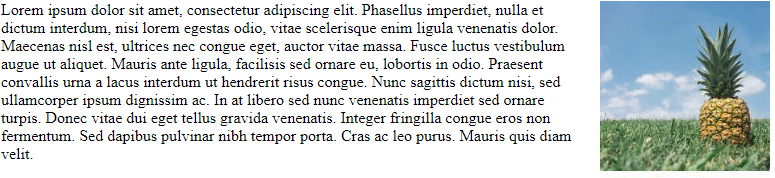 Lorem ipsum dolor sit amet, consectetur adipiscing elit. Phasellus imperdiet, nulla et
dictum interdum, nisi lorem egestas odio, vitae scelerisque enim ligula venenatis dolor.
Maecenas nisl est, ultrices nec congue eget, auctor vitae massa. Fusce luctus vestibulum
augue ut aliquet. Mauris ante ligula, facilisis sed ornare eu, lobortis in odio. Praesent
convallis urna a lacus interdum ut hendrerit risus congue. Nunc sagittis dictum nisi, sed
ullamcorper ipsum dignissim ac. In at libero sed nunc venenatis imperdiet sed ornare
turpis. Donec vitae dui eget tellus gravida venenatis. Integer fringilla congue eros non
fermentum. Sed dapibus pulvinar nibh tempor porta. Cras ac leo purus. Mauris quis diam
velit.